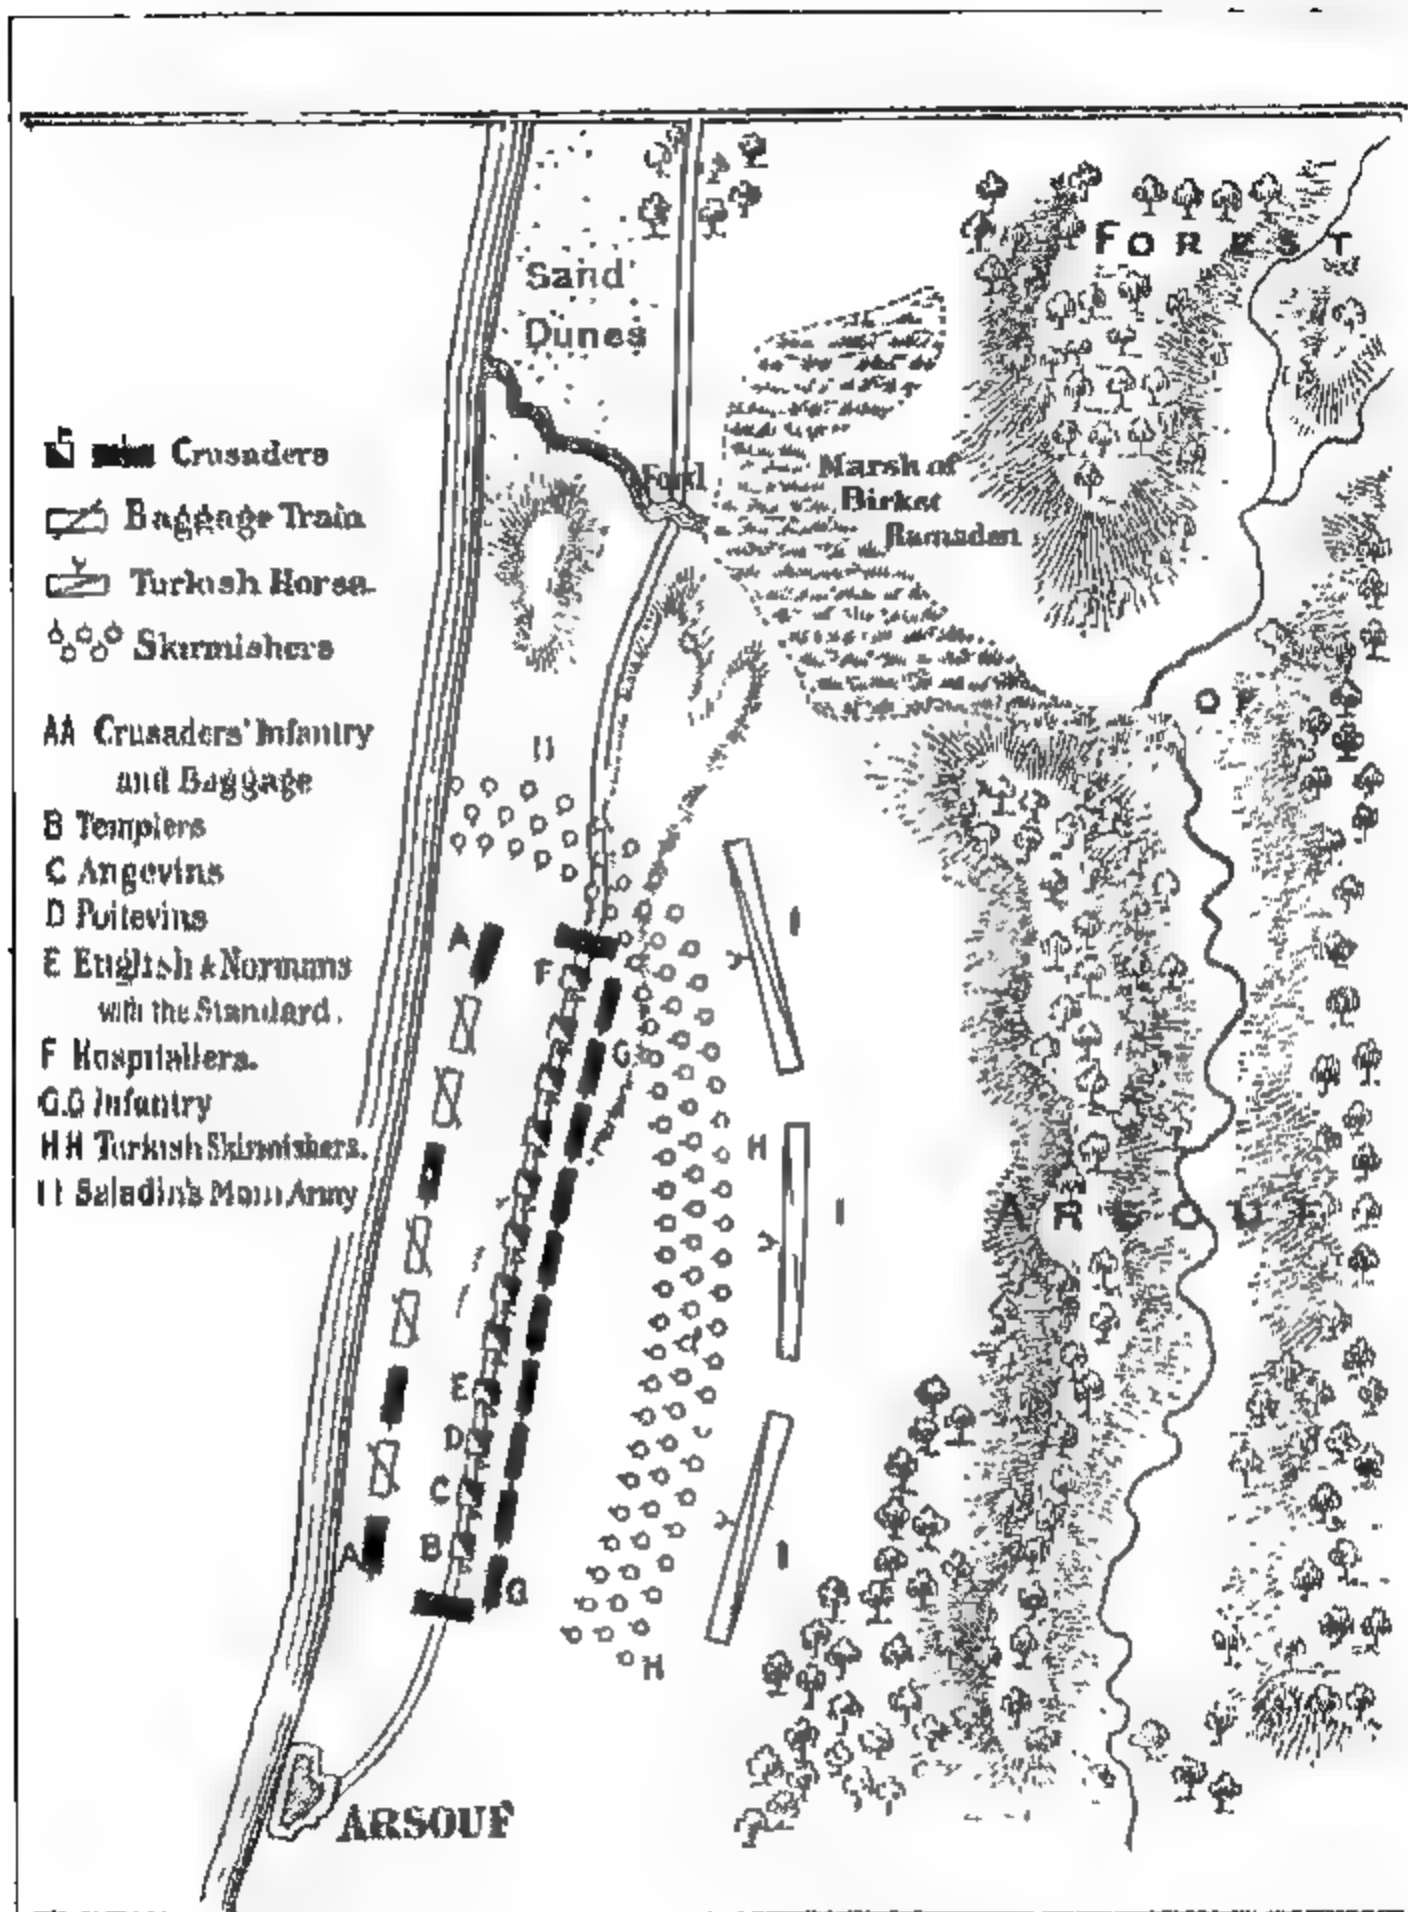 Crusaders
Baggage Train
Turkish Horse.
Skirmishers
AA Crusaders' Infantry
and Baggage
B Templers
C Angevins
D Poitevins
E English & Normans
with the Standard.
F Hospitallers.
G.G Infantry
H H Turkish Skirmishers.
I I Saladin's Main Army
Sand
Dunes
Ford
Marsh of
Birket
Ramadan
FOREST
OF
ARSOUF
H
A
F
G
I
H
I
E
D
C
B
A
G
I
H
ARSOUF